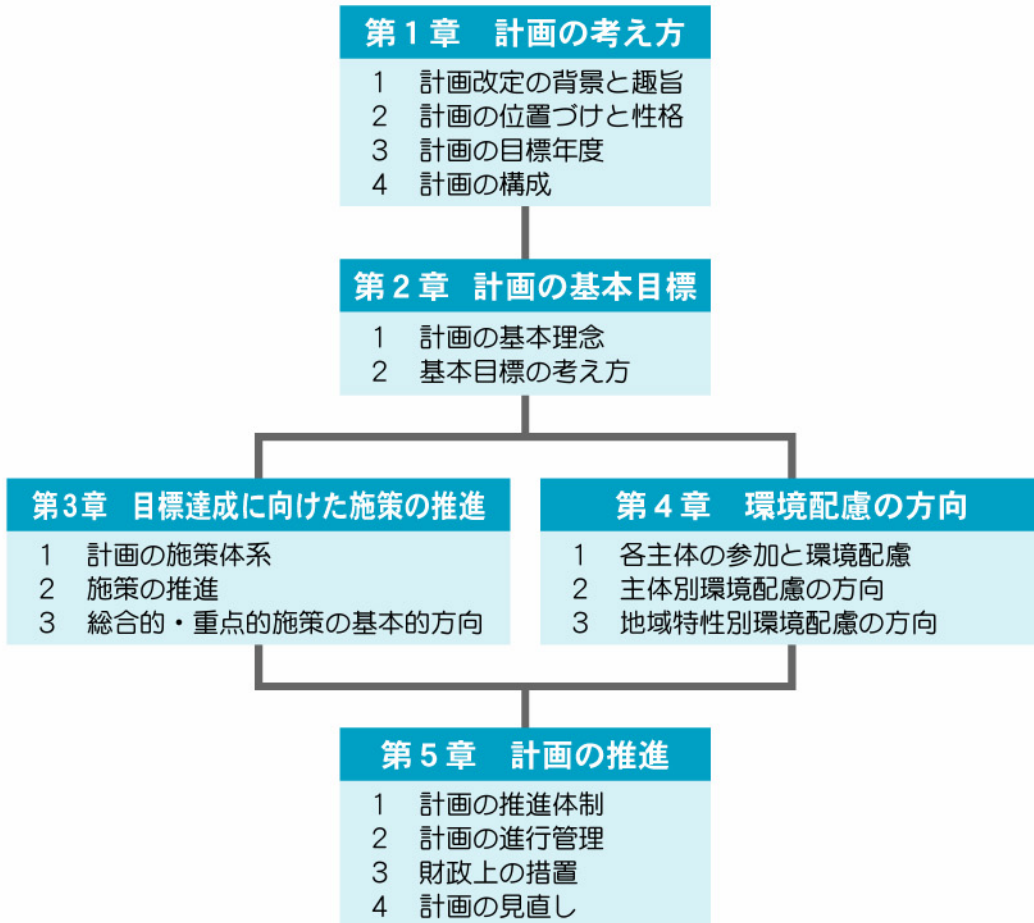 第1章 計画の考え方
1 計画改定の背景と趣旨
2 計画の位置づけと性格
3 計画の目標年度
4 計画の構成
第2章 計画の基本目標
1 計画の基本理念
2 基本目標の考え方
第3章 目標達成に向けた施策の推進
1 計画の施策体系
2 施策の推進
3 総合的・重点的施策の基本的方向
第4章 環境配慮の方向
1 各主体の参加と環境配慮
2 主体別環境配慮の方向
3 地域特性別環境配慮の方向
第5章 計画の推進
1 計画の推進体制
2 計画の進行管理
3 財政上の措置
4 計画の見直し